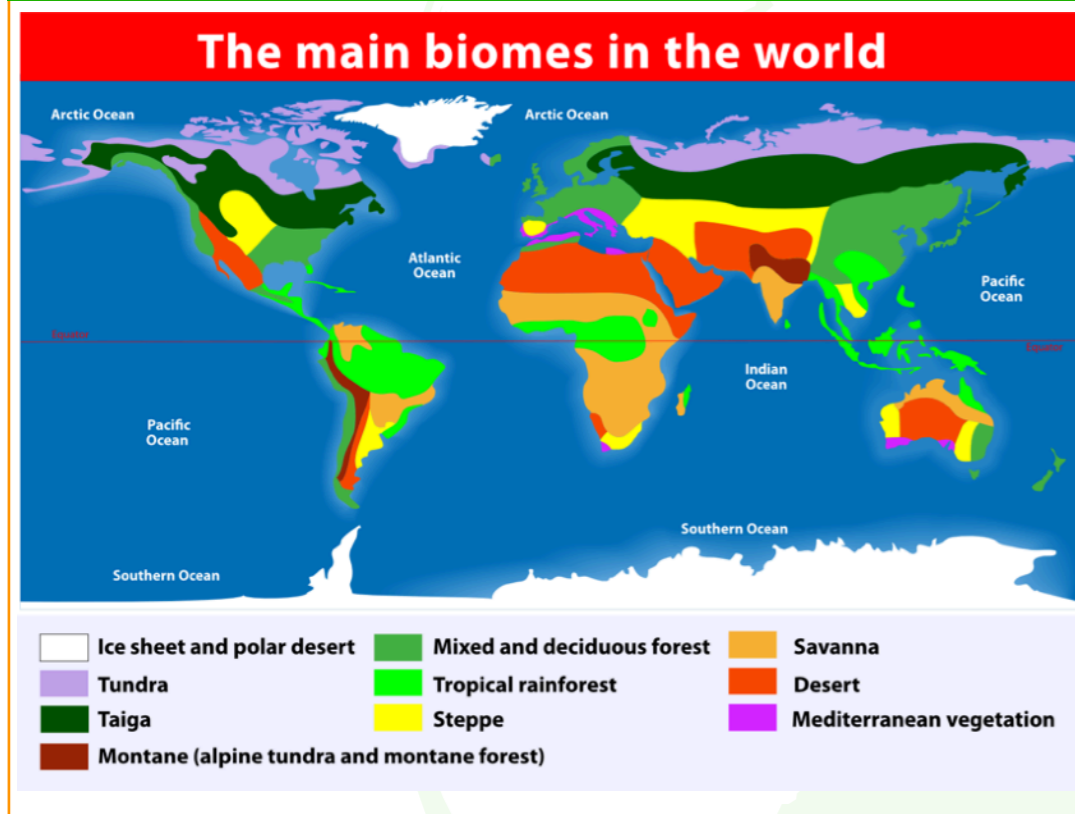 The main biomes in the world
Arctic Ocean
Arctic Ocean
Atlantic
Ocean
Pacific
Ocean
Equator
Equator
Indian
Ocean
Pacific
Ocean
Southern Ocean
Southern Ocean
Ice sheet and polar desert
Mixed and deciduous forest
Savanna
Tundra
Tropical rainforest
Desert
Taiga
Steppe
Mediterranean vegetation
Montane (alpine tundra and montane forest)